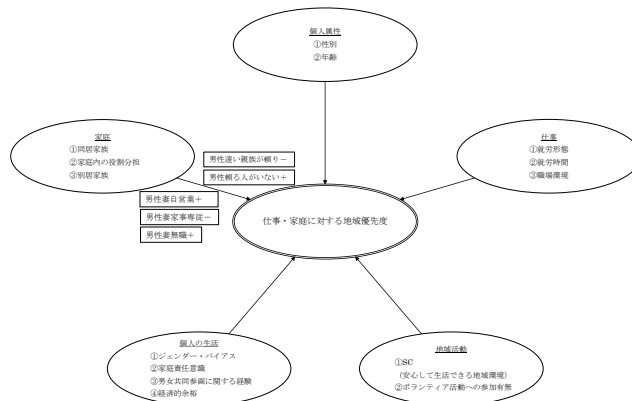 個人属性
①性別
②年齢
家庭
①同居家族
②家庭内の役割分担
③別居家族
仕事
①就労形態
②就労時間
③職場環境
男性遠い親族が頼り－
男性頼る人がいない＋
男性妻自営業＋
男性妻家事専従－
男性妻無職＋
仕事・家庭に対する地域優先度
個人の生活
①ジェンダー・バイアス
②家庭責任意識
③男女共同参画に関する経験
④経済的余裕
地域活動
①SC
(安心して生活できる地域環境)
②ボランティア活動への参加有無